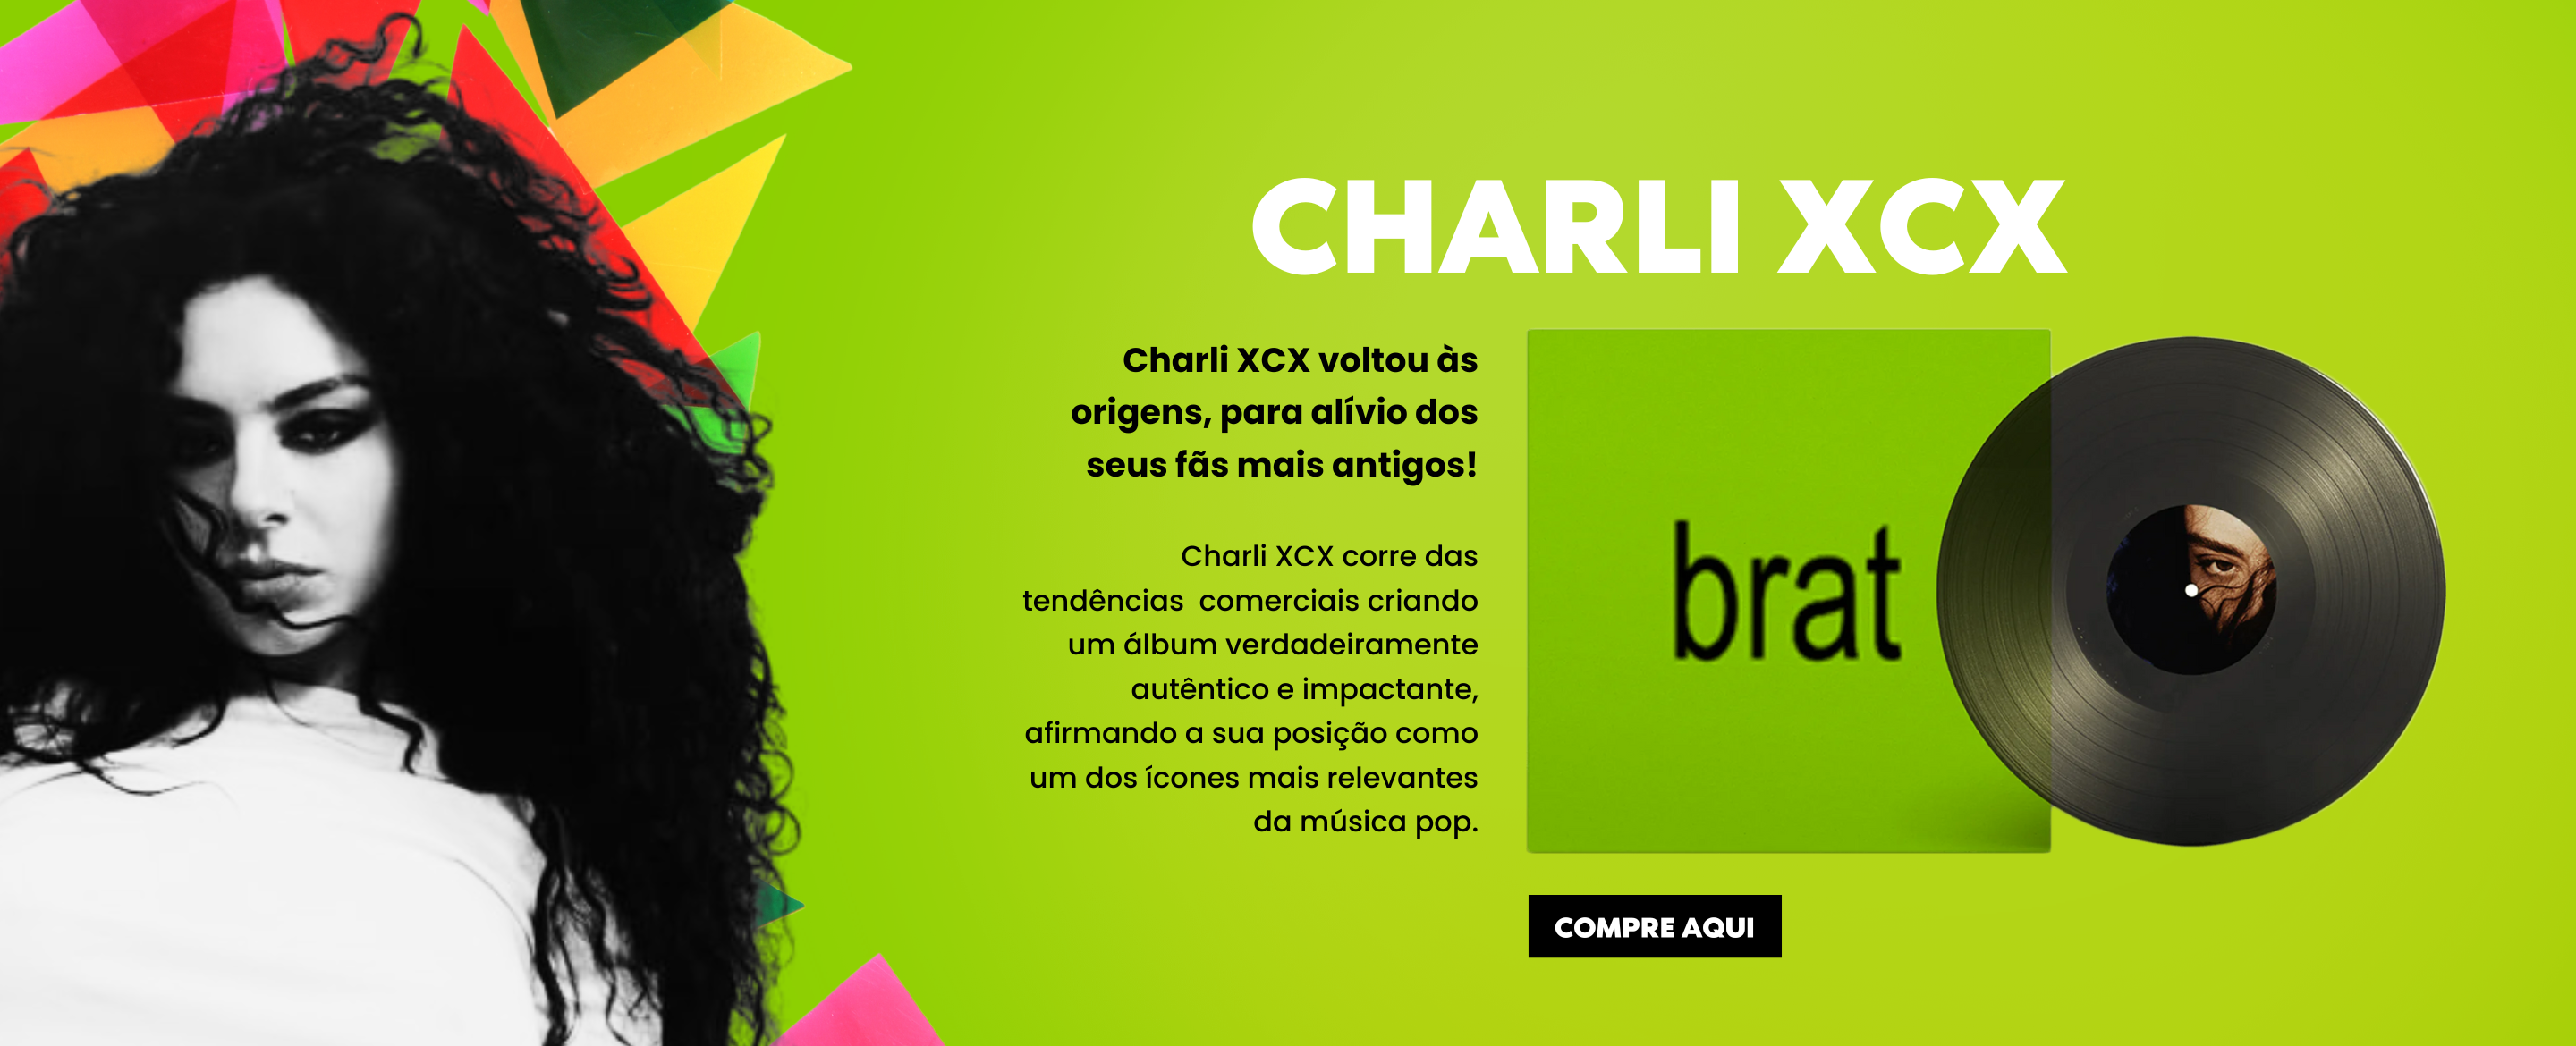 CHARLI XCX
Charli XCX voltou às
origens, para alívio dos
seus fãs mais antigos!
Charli XCX corre das
tendências  comerciais criando
um álbum verdadeiramente
autêntico e impactante,
afirmando a sua posição como
um dos ícones mais relevantes
da música pop.
brat
COMPRE AQUI